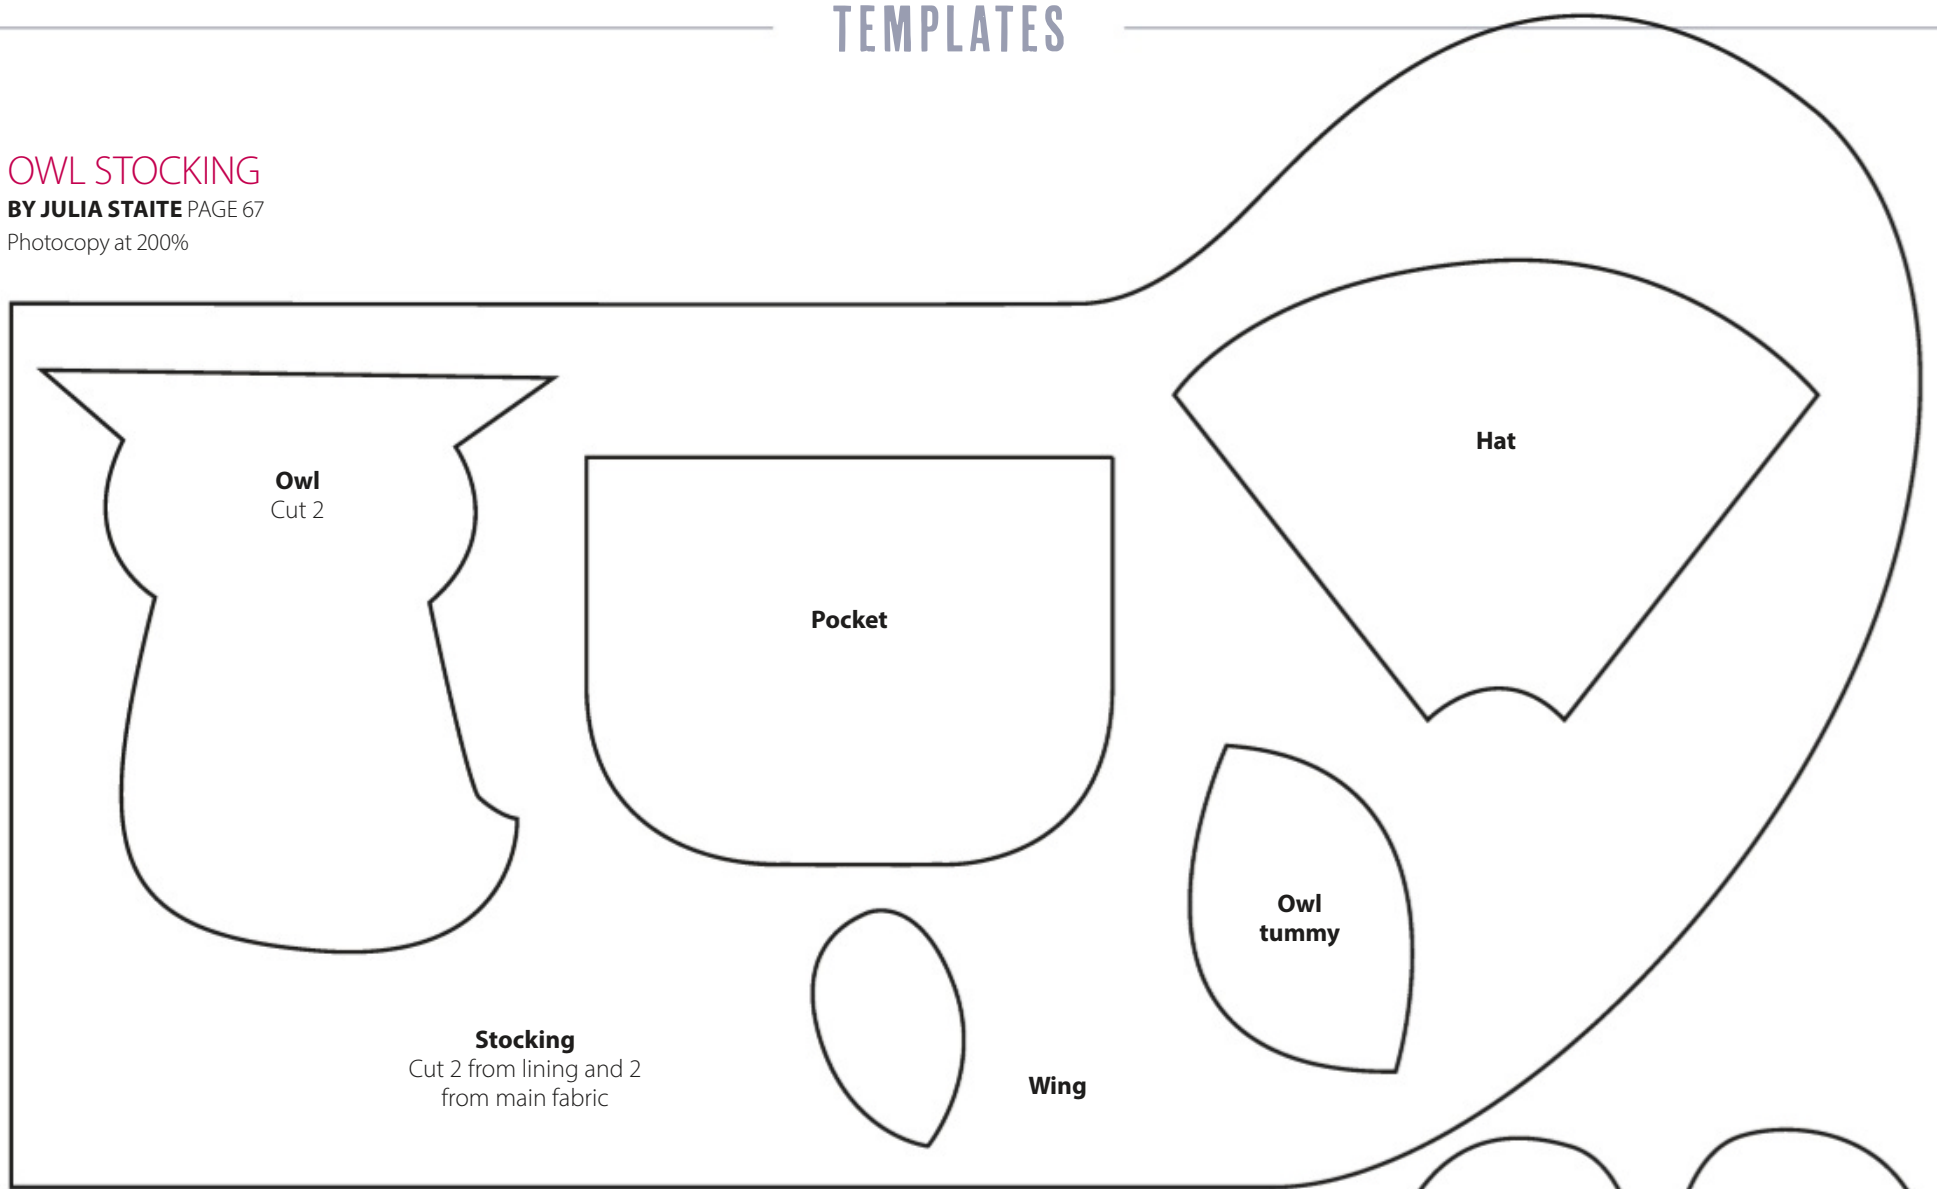 TEMPLATES
OWL STOCKING
BY JULIA STAITE PAGE 67
Photocopy at 200%
Owl
Cut 2
Hat
Pocket
Owl
tummy
Stocking
Cut 2 from lining and 2
from main fabric
Wing